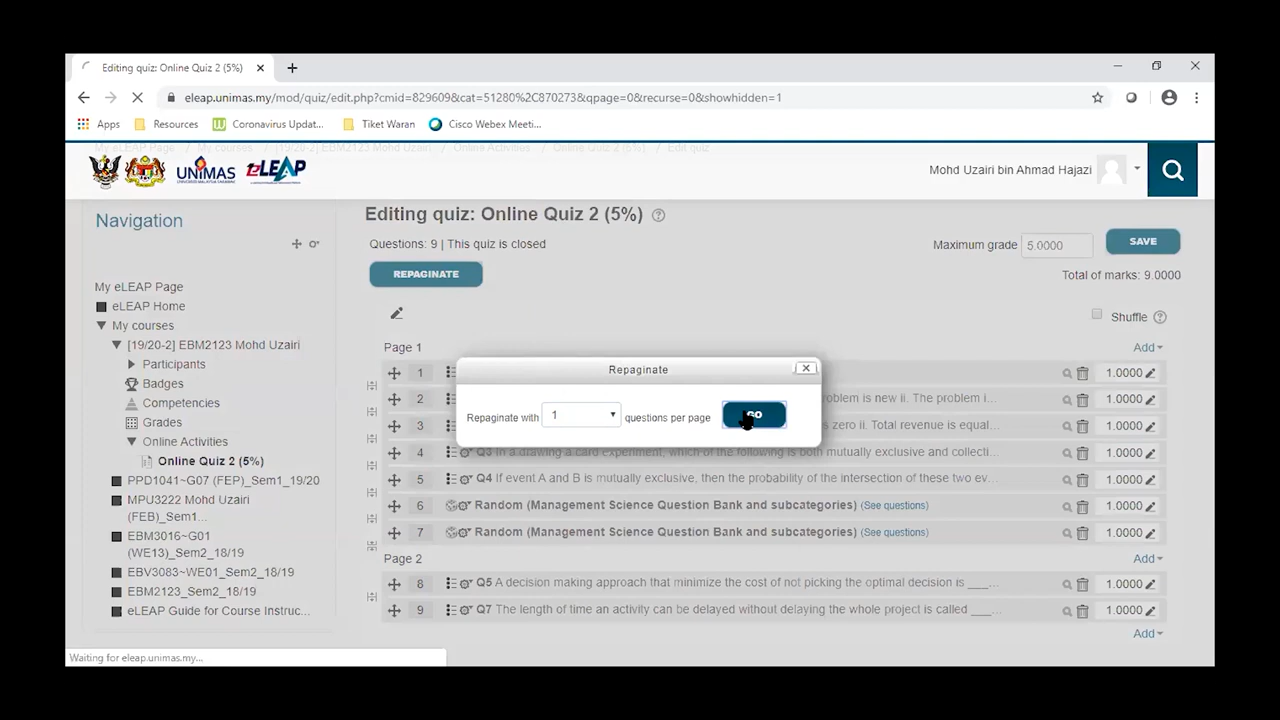 Editing quiz: Online Quiz 2 (5%)
eleap.unimas.my/mod/quiz/edit.php?cmid=829609&cat=51280%2C870273&qpage=0&recurse=0&showhidden=1
Apps Resources Coronavirus Updat... Tiket Waran Cisco Webex Meeti...
My eLEAP Page My courses [19/20-2] EBM2123 Mohd Uzairi Online Activities Online Quiz 2 (5%) Edit quiz
UNIMAS eLEAP
Mohd Uzairi bin Ahmad Hajazi
Navigation
My eLEAP Page
eLEAP Home
My courses
[19/20-2] EBM2123 Mohd Uzairi
Participants
Badges
Competencies
Grades
Online Activities
Online Quiz 2 (5%)
PPD1041~G07 (FEP)_Sem1_19/20
MPU3222 Mohd Uzairi
(FEB)_Sem1...
EBM3016~G01
(WE13)_Sem2_18/19
EBV3083~WE01_Sem2_18/19
EBM2123_Sem2_18/19
eLEAP Guide for Course Instruc...
Editing quiz: Online Quiz 2 (5%)
Questions: 9 | This quiz is closed
Maximum grade 5.0000 SAVE
REPAGINATE
Total of marks: 9.0000
Shuffle
Page 1 Add
1 1.0000
2 problem is new ii. The problem i... 1.0000
3 zero ii. Total revenue is equal... 1.0000
4 Q3 In a drawing a card experiment, which of the following is both mutually exclusive and collecti... 1.0000
5 Q4 If event A and B is mutually exclusive, then the probability of the intersection of these two ev... 1.0000
6 Random (Management Science Question Bank and subcategories) (See questions) 1.0000
7 Random (Management Science Question Bank and subcategories) (See questions) 1.0000
Page 2 Add
8 Q5 A decision making approach that minimize the cost of not picking the optimal decision is ___... 1.0000
9 Q7 The length of time an activity can be delayed without delaying the whole project is called ___... 1.0000
Add
Repaginate
Repaginate with 1 questions per page GO
Waiting for eleap.unimas.my...